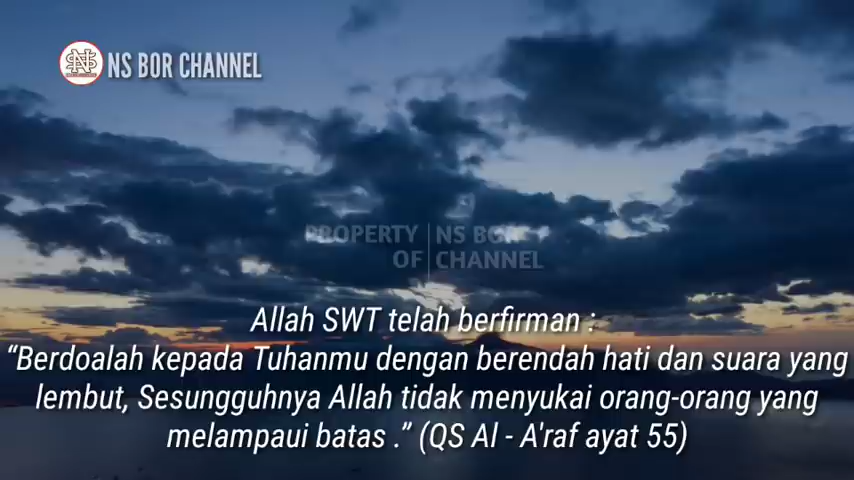 NS BOR CHANNEL
PROPERTY OF
NS BOR CHANNEL
Allah SWT telah berfirman :
“Berdoalah kepada Tuhanmu dengan berendah hati dan suara yang
lembut, Sesungguhnya Allah tidak menyukai orang-orang yang
melampaui batas .” (QS Al - A'raf ayat 55)